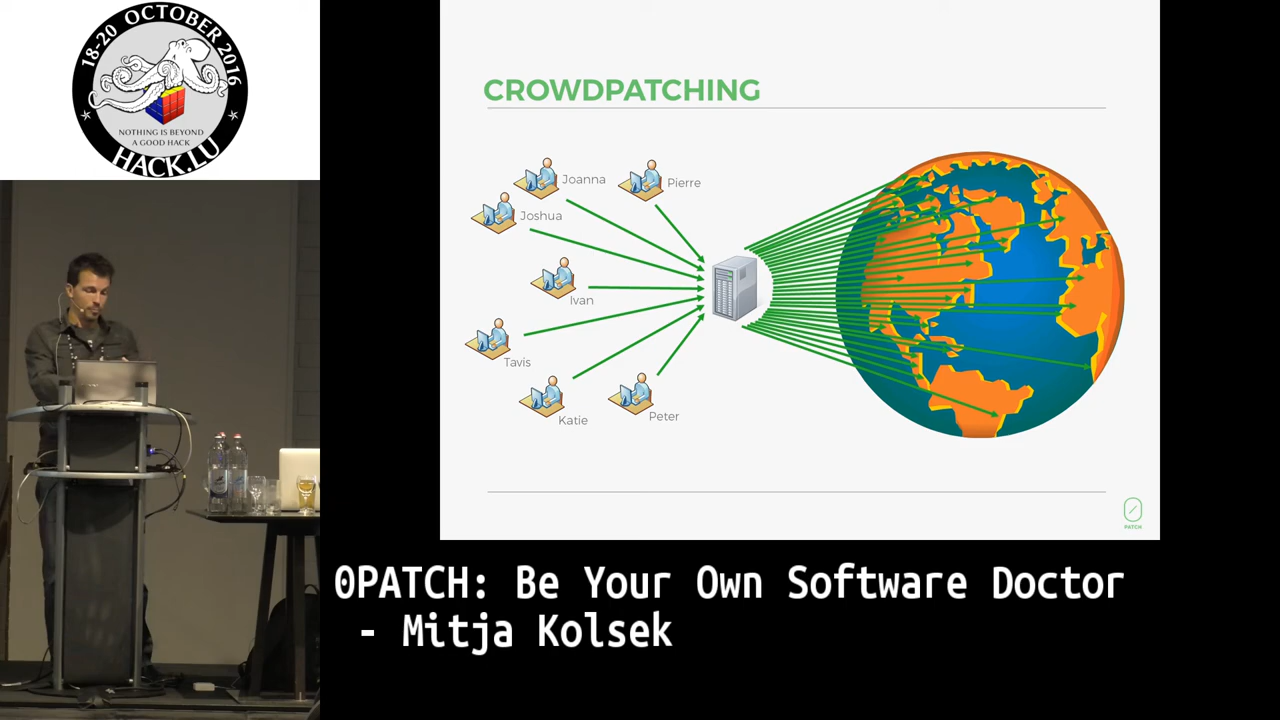 18-20 OCTOBER 2016
NOTHING IS BEYOND
A GOOD HACK
HACK.LU
CROWDPATCHING
Joanna
Pierre
Joshua
Ivan
Tavis
Katie
Peter
0
PATCH
0PATCH: Be Your Own Software Doctor
- Mitja Kolsek